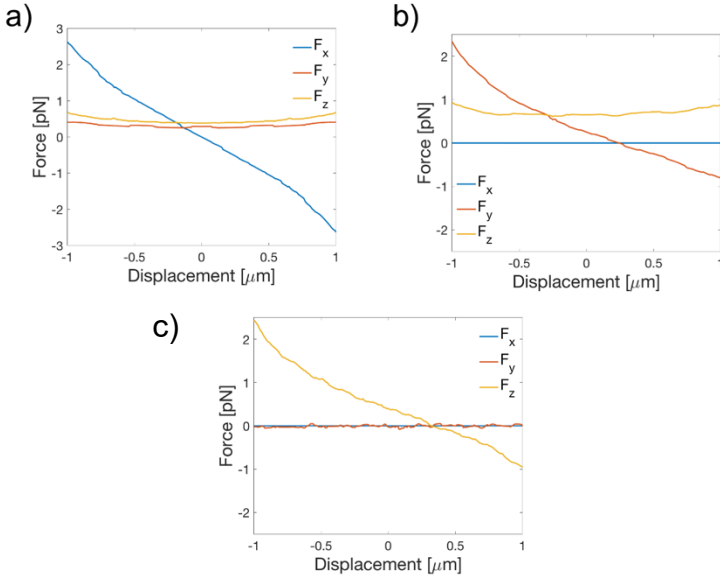 a)
3
2
1
0
-1
-2
-3
Force [pN]
F_x
F_y
F_z
-1 -0.5 0 0.5 1
Displacement [μm]
b)
2
1
0
-1
-2
Force [pN]
F_x
F_y
F_z
-1 -0.5 0 0.5 1
Displacement [μm]
c)
2
1
0
-1
-2
Force [pN]
F_x
F_y
F_z
-1 -0.5 0 0.5 1
Displacement [μm]